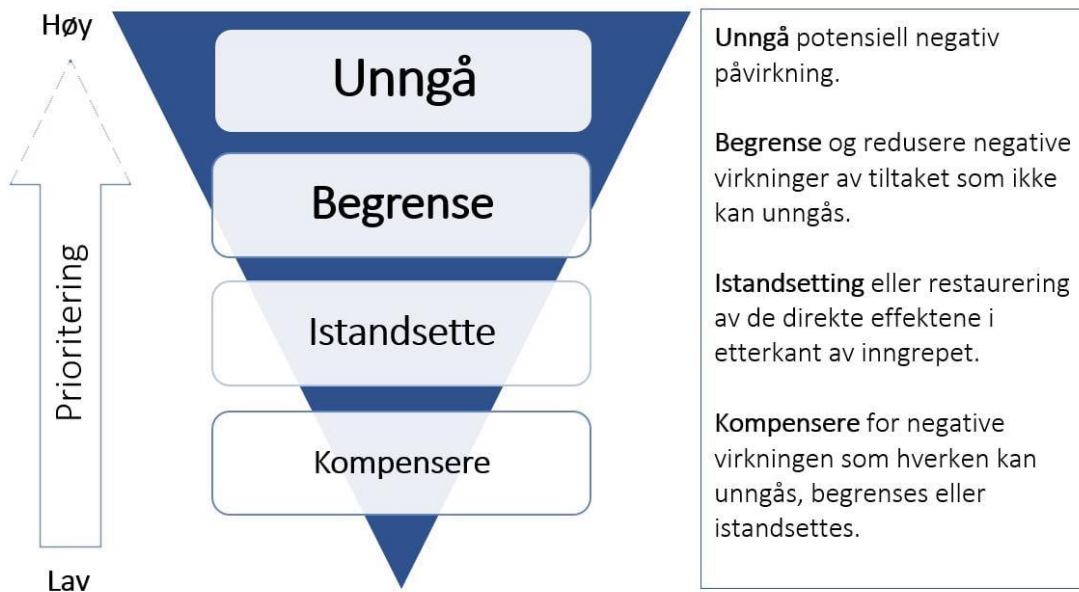 Høy
Prioritering
Lav
Unngå
Begrense
Istandsette
Kompensere
Unngå potensiell negativ
påvirkning.
Begrense og redusere negative
virkninger av tiltaket som ikke
kan unngås.
Istandsetting eller restaurering
av de direkte effektene i
etterkant av inngrepet.
Kompensere for negative
virkningen som hverken kan
unngås, begrenses eller
istandsettes.